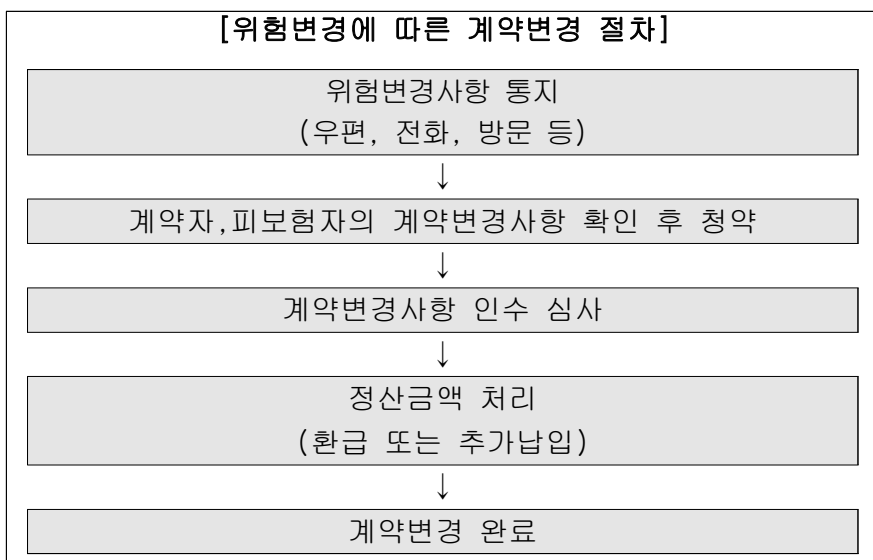 [위험변경에 따른 계약변경 절차]
위험변경사항 통지
(우편, 전화, 방문 등)
↓
계약자,피보험자의 계약변경사항 확인 후 청약
↓
계약변경사항 인수 심사
↓
정산금액 처리
(환급 또는 추가납입)
↓
계약변경 완료